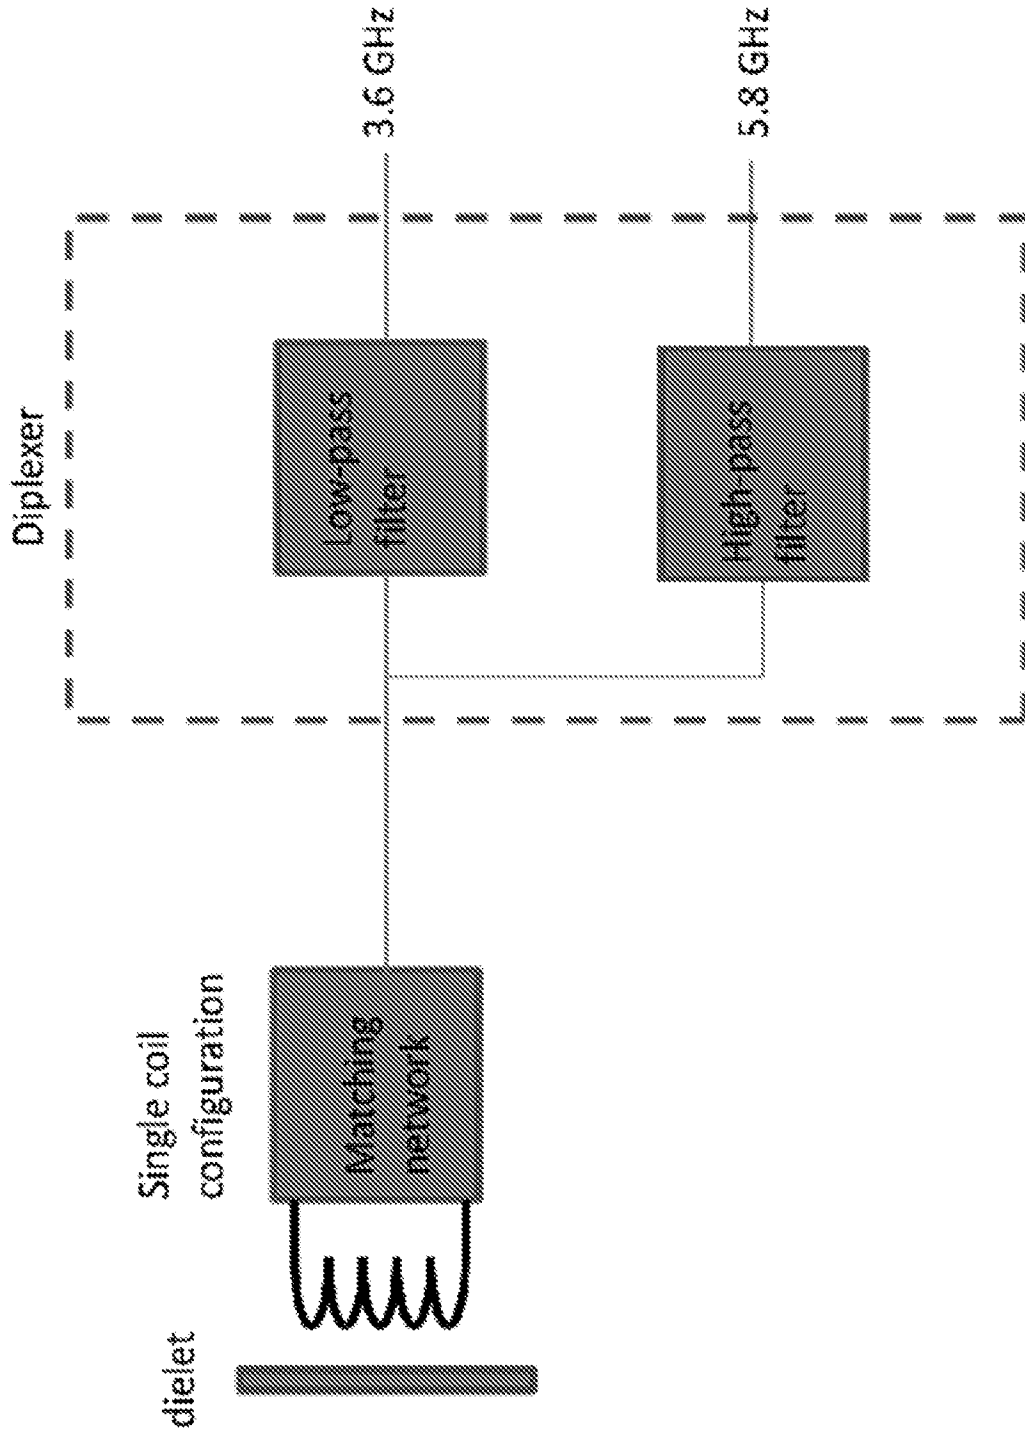 dielet
Single coil
configuration
Matching
network
Diplexer
Low-pass
filter
High-pass
filter
3.6 GHz
5.8 GHz